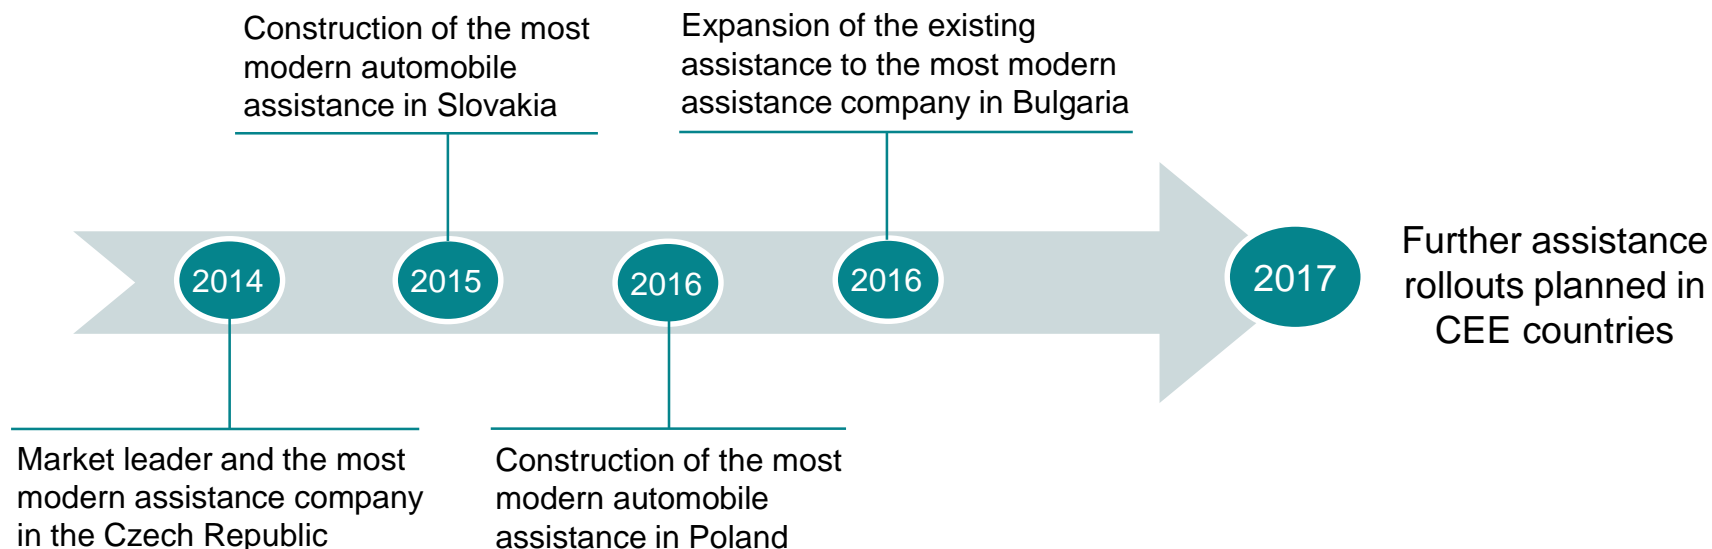 Construction of the most
modern automobile
assistance in Slovakia
Expansion of the existing
assistance to the most modern
assistance company in Bulgaria
2014
2015
2016
2016
2017
Further assistance
rollouts planned in
CEE countries
Market leader and the most
modern assistance company
in the Czech Republic
Construction of the most
modern automobile
assistance in Poland